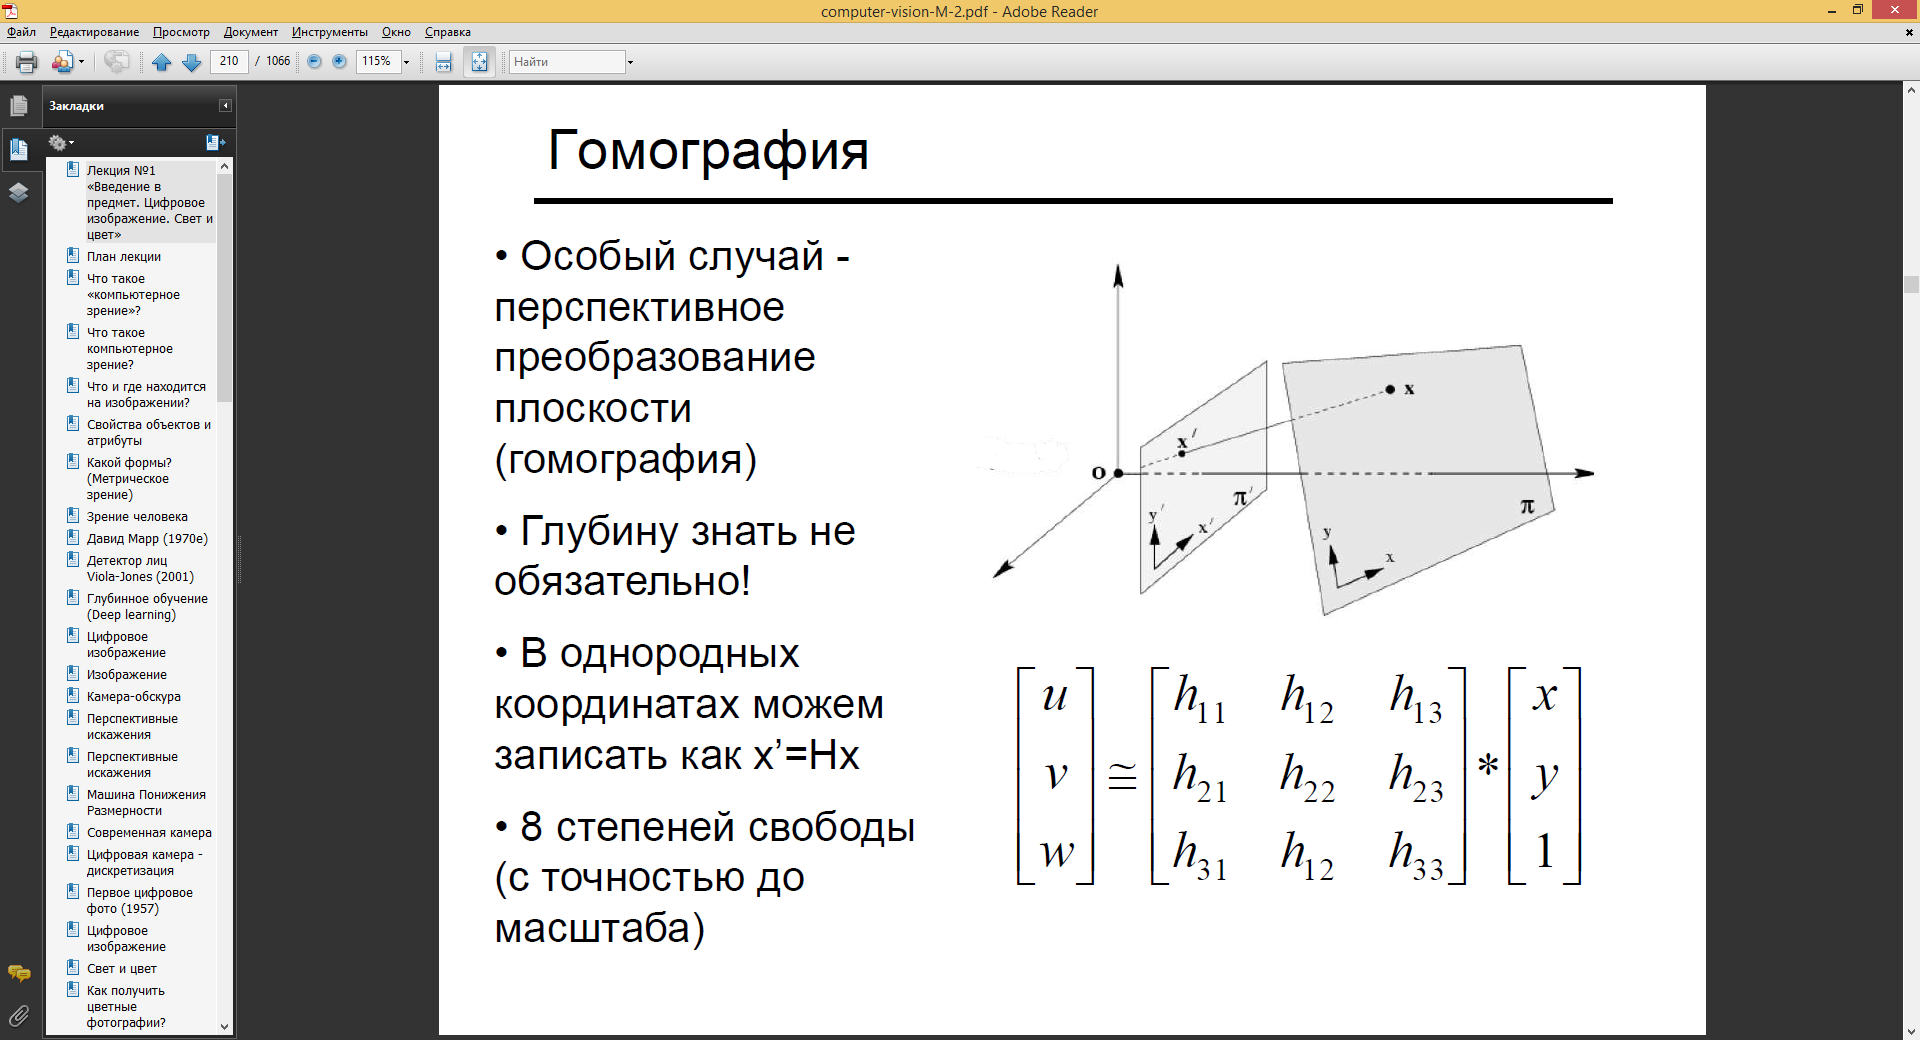 computer-vision-M-2.pdf - Adobe Reader
Файл Редактирование Просмотр Документ Инструменты Окно Справка
210 / 1066 115% Найти
Закладки
Лекция №1
«Введение в
предмет. Цифровое
изображение. Свет и
цвет»
План лекции
Что такое
«компьютерное
зрение»?
Что такое
компьютерное
зрение?
Что и где находится
на изображении?
Свойства объектов и
атрибуты
Какой формы?
(Метрическое
зрение)
Зрение человека
Давид Марр (1970е)
Детектор лиц
Viola-Jones (2001)
Глубинное обучение
(Deep learning)
Цифровое
изображение
Изображение
Камера-обскура
Перспективные
искажения
Перспективные
искажения
Машина Понижения
Размерности
Современная камера
Цифровая камера -
дискретизация
Первое цифровое
фото (1957)
Цифровое
изображение
Свет и цвет
Как получить
цветные
фотографии?
Гомография
• Особый случай -
перспективное
преобразование
плоскости
(гомография)
• Глубину знать не
обязательно!
• В однородных
координатах можем
записать как x’=Hx
• 8 степеней свободы
(с точностью до
масштаба)
x
x′
O
π′
π
y′
x′
y
x
u h11 h12 h13 x
v ≅ h21 h22 h23 * y
w h31 h12 h33 1